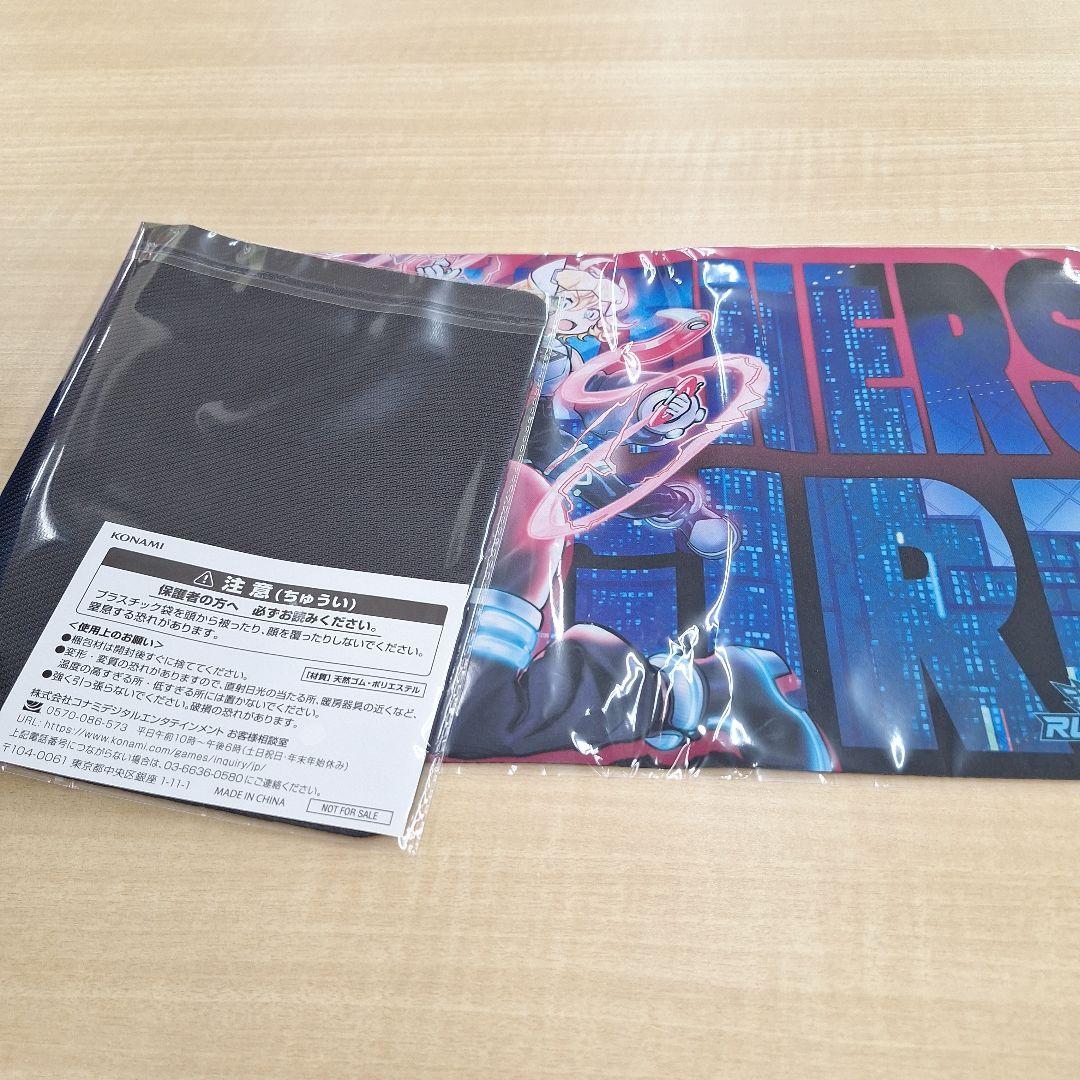 KONAMI
注意(ちゅうい)
保護者の方へ 必ずお読みください。
プラスチック袋を頭から被ったり、顔を覆ったりしないでください。
窒息する恐れがあります。
<使用上のお願い>
●梱包材は開封後すぐに捨ててください。
●変形・変質の恐れがありますので、直射日光の当たる所、暖房器具の近くなど、
温度の高すぎる所・低すぎる所には置かないでください。
●強く引っ張らないでください。破損の恐れがあります。
【材質】天然ゴム・ポリエステル
株式会社コナミデジタルエンタテインメント お客様相談室
0570-086-573 平日午前10時~午後6時(土日祝日・年末年始休み)
URL: https://www.konami.com/games/inquiry/jp/
上記電話番号につながらない場合は、03-6636-0580にご連絡ください。
〒104-0061 東京都中央区銀座 1-11-1
MADE IN CHINA
NOT FOR SALE
NERS